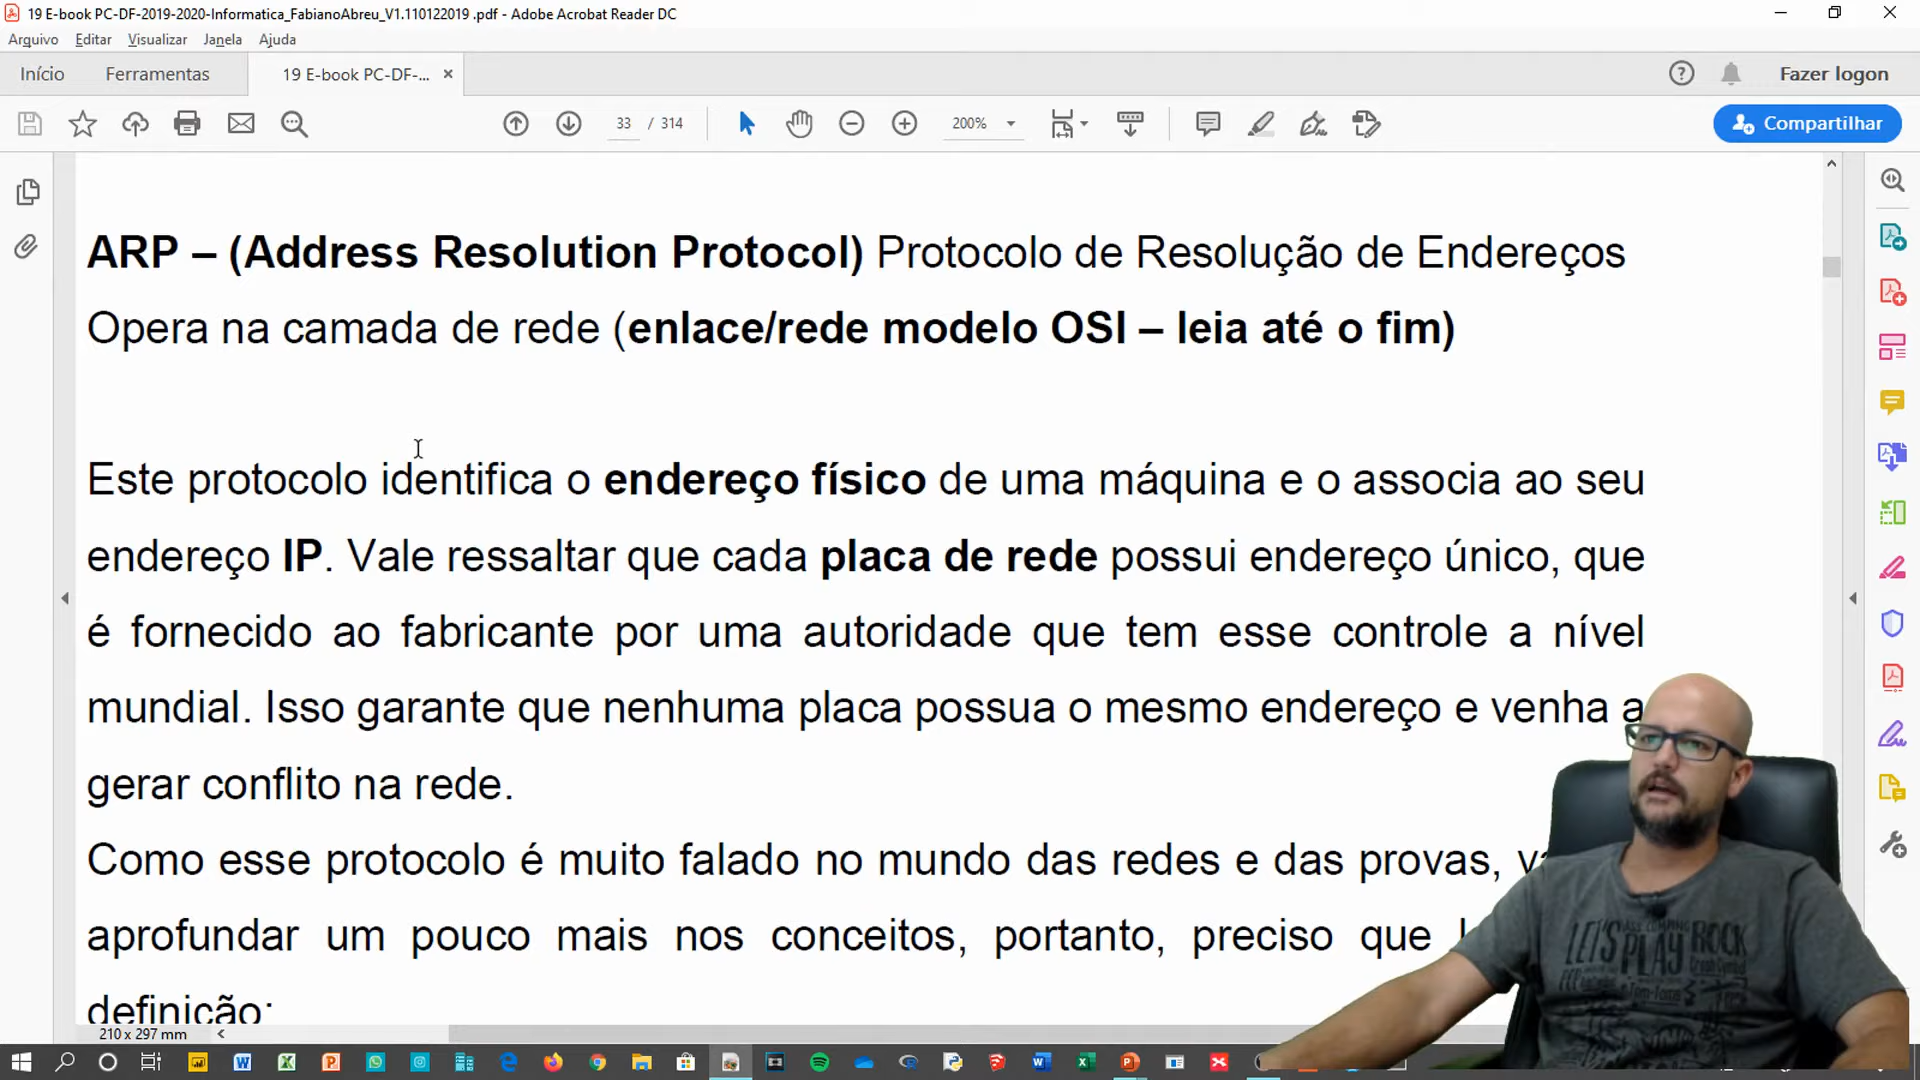 19 E-book PC-DF-2019-2020-Informatica_FabianoAbreu_V1.110122019 .pdf - Adobe Acrobat Reader DC
Arquivo Editar Visualizar Janela Ajuda
Início Ferramentas 19 E-book PC-DF-... × Fazer logon
33 / 314 200% Compartilhar
ARP – (Address Resolution Protocol) Protocolo de Resolução de Endereços
Opera na camada de rede (enlace/rede modelo OSI – leia até o fim)
Este protocolo identifica o endereço físico de uma máquina e o associa ao seu
endereço IP. Vale ressaltar que cada placa de rede possui endereço único, que
é fornecido ao fabricante por uma autoridade que tem esse controle a nível
mundial. Isso garante que nenhuma placa possua o mesmo endereço e venha a
gerar conflito na rede.
Como esse protocolo é muito falado no mundo das redes e das provas,
aprofundar um pouco mais nos conceitos, portanto, preciso que
definição:
210 x 297 mm
LET'S PLAY ROCK